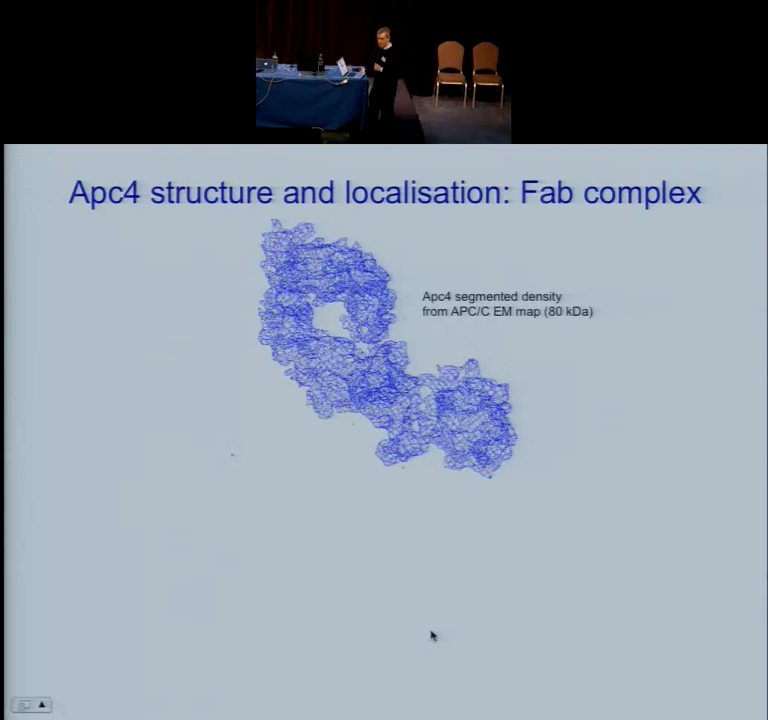 Apc4 structure and localisation: Fab complex
Apc4 segmented density
from APC/C EM map (80 kDa)